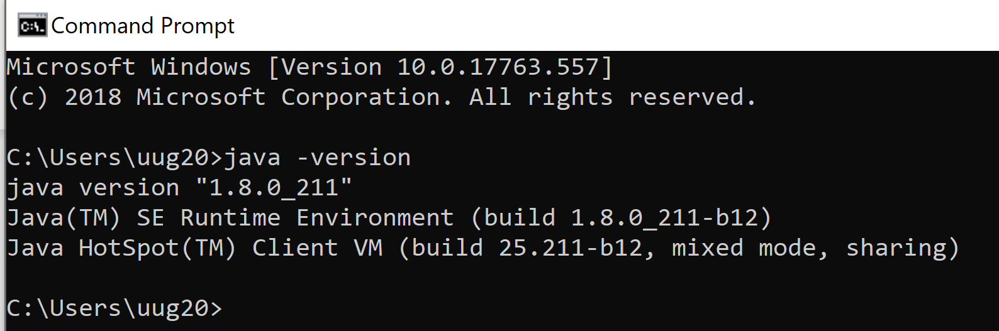 Command Prompt
Microsoft Windows [Version 10.0.17763.557]
(c) 2018 Microsoft Corporation. All rights reserved.
C:\Users\uug20>java -version
java version "1.8.0_211"
Java(TM) SE Runtime Environment (build 1.8.0_211-b12)
Java HotSpot(TM) Client VM (build 25.211-b12, mixed mode, sharing)
C:\Users\uug20>